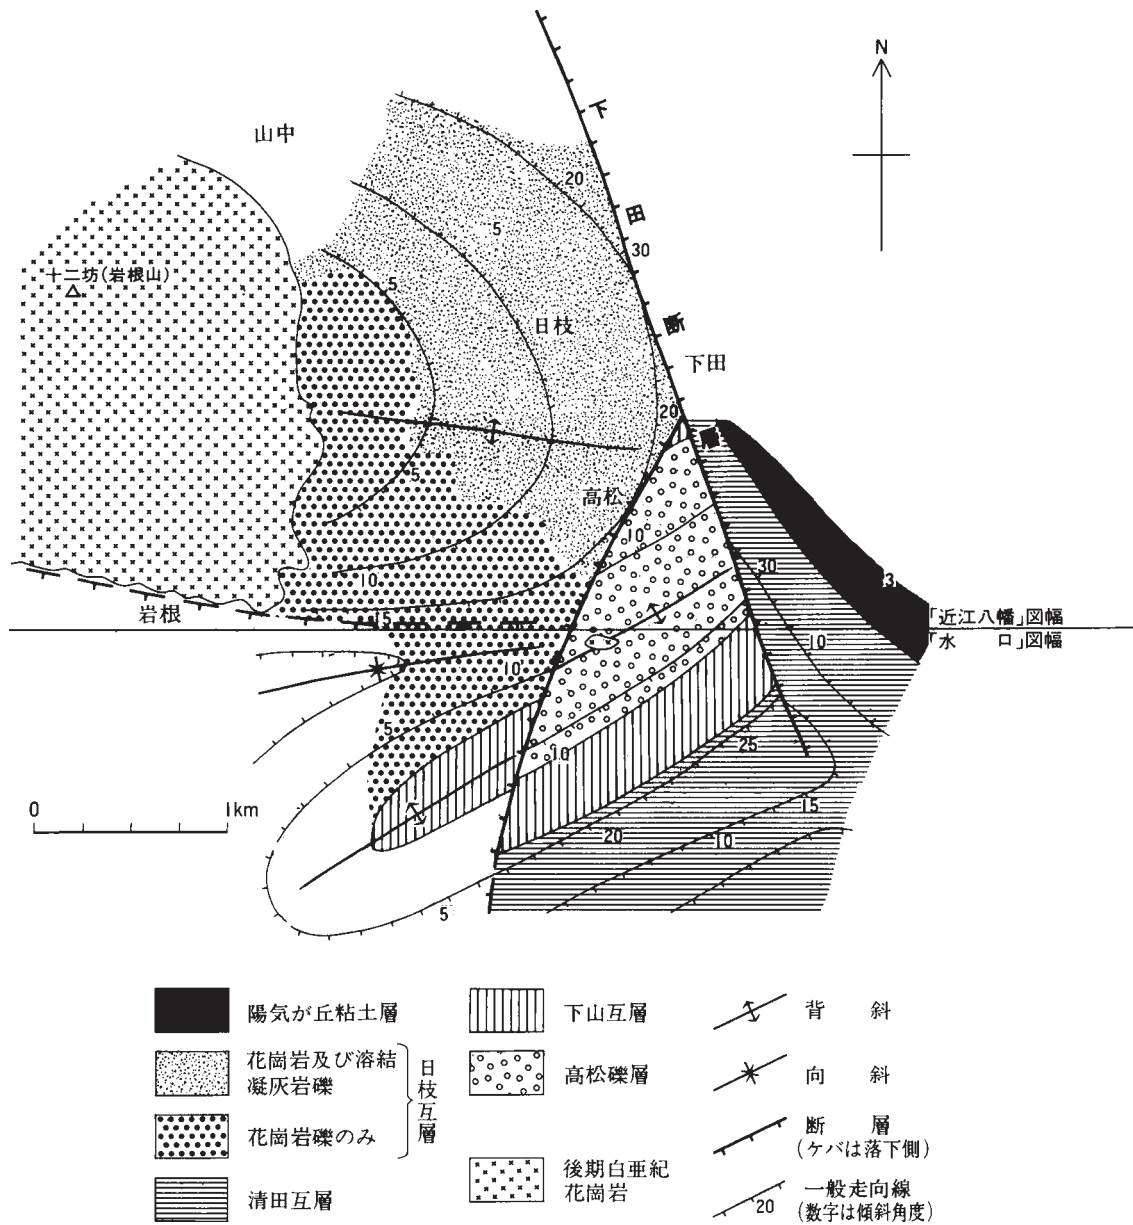 N
山中
下
田
断
層
20
5
30
十二坊(岩根山)
5
日枝
下田
20
5
高松
10
10
30
3
15
岩根
「近江八幡」図幅
「水 口」図幅
10
10
5
10
25
0
1km
15
20
10
5
陽気が丘粘土層
花崗岩及び溶結
凝灰岩礫
花崗岩礫のみ
日枝互層
清田互層
下山互層
高松礫層
後期白亜紀
花崗岩
背 斜
向 斜
断 層
(ケバは落下側)
20
一般走向線
(数字は傾斜角度)